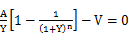 A/Y [1 − 1/(1+Y)ⁿ] − V = 0